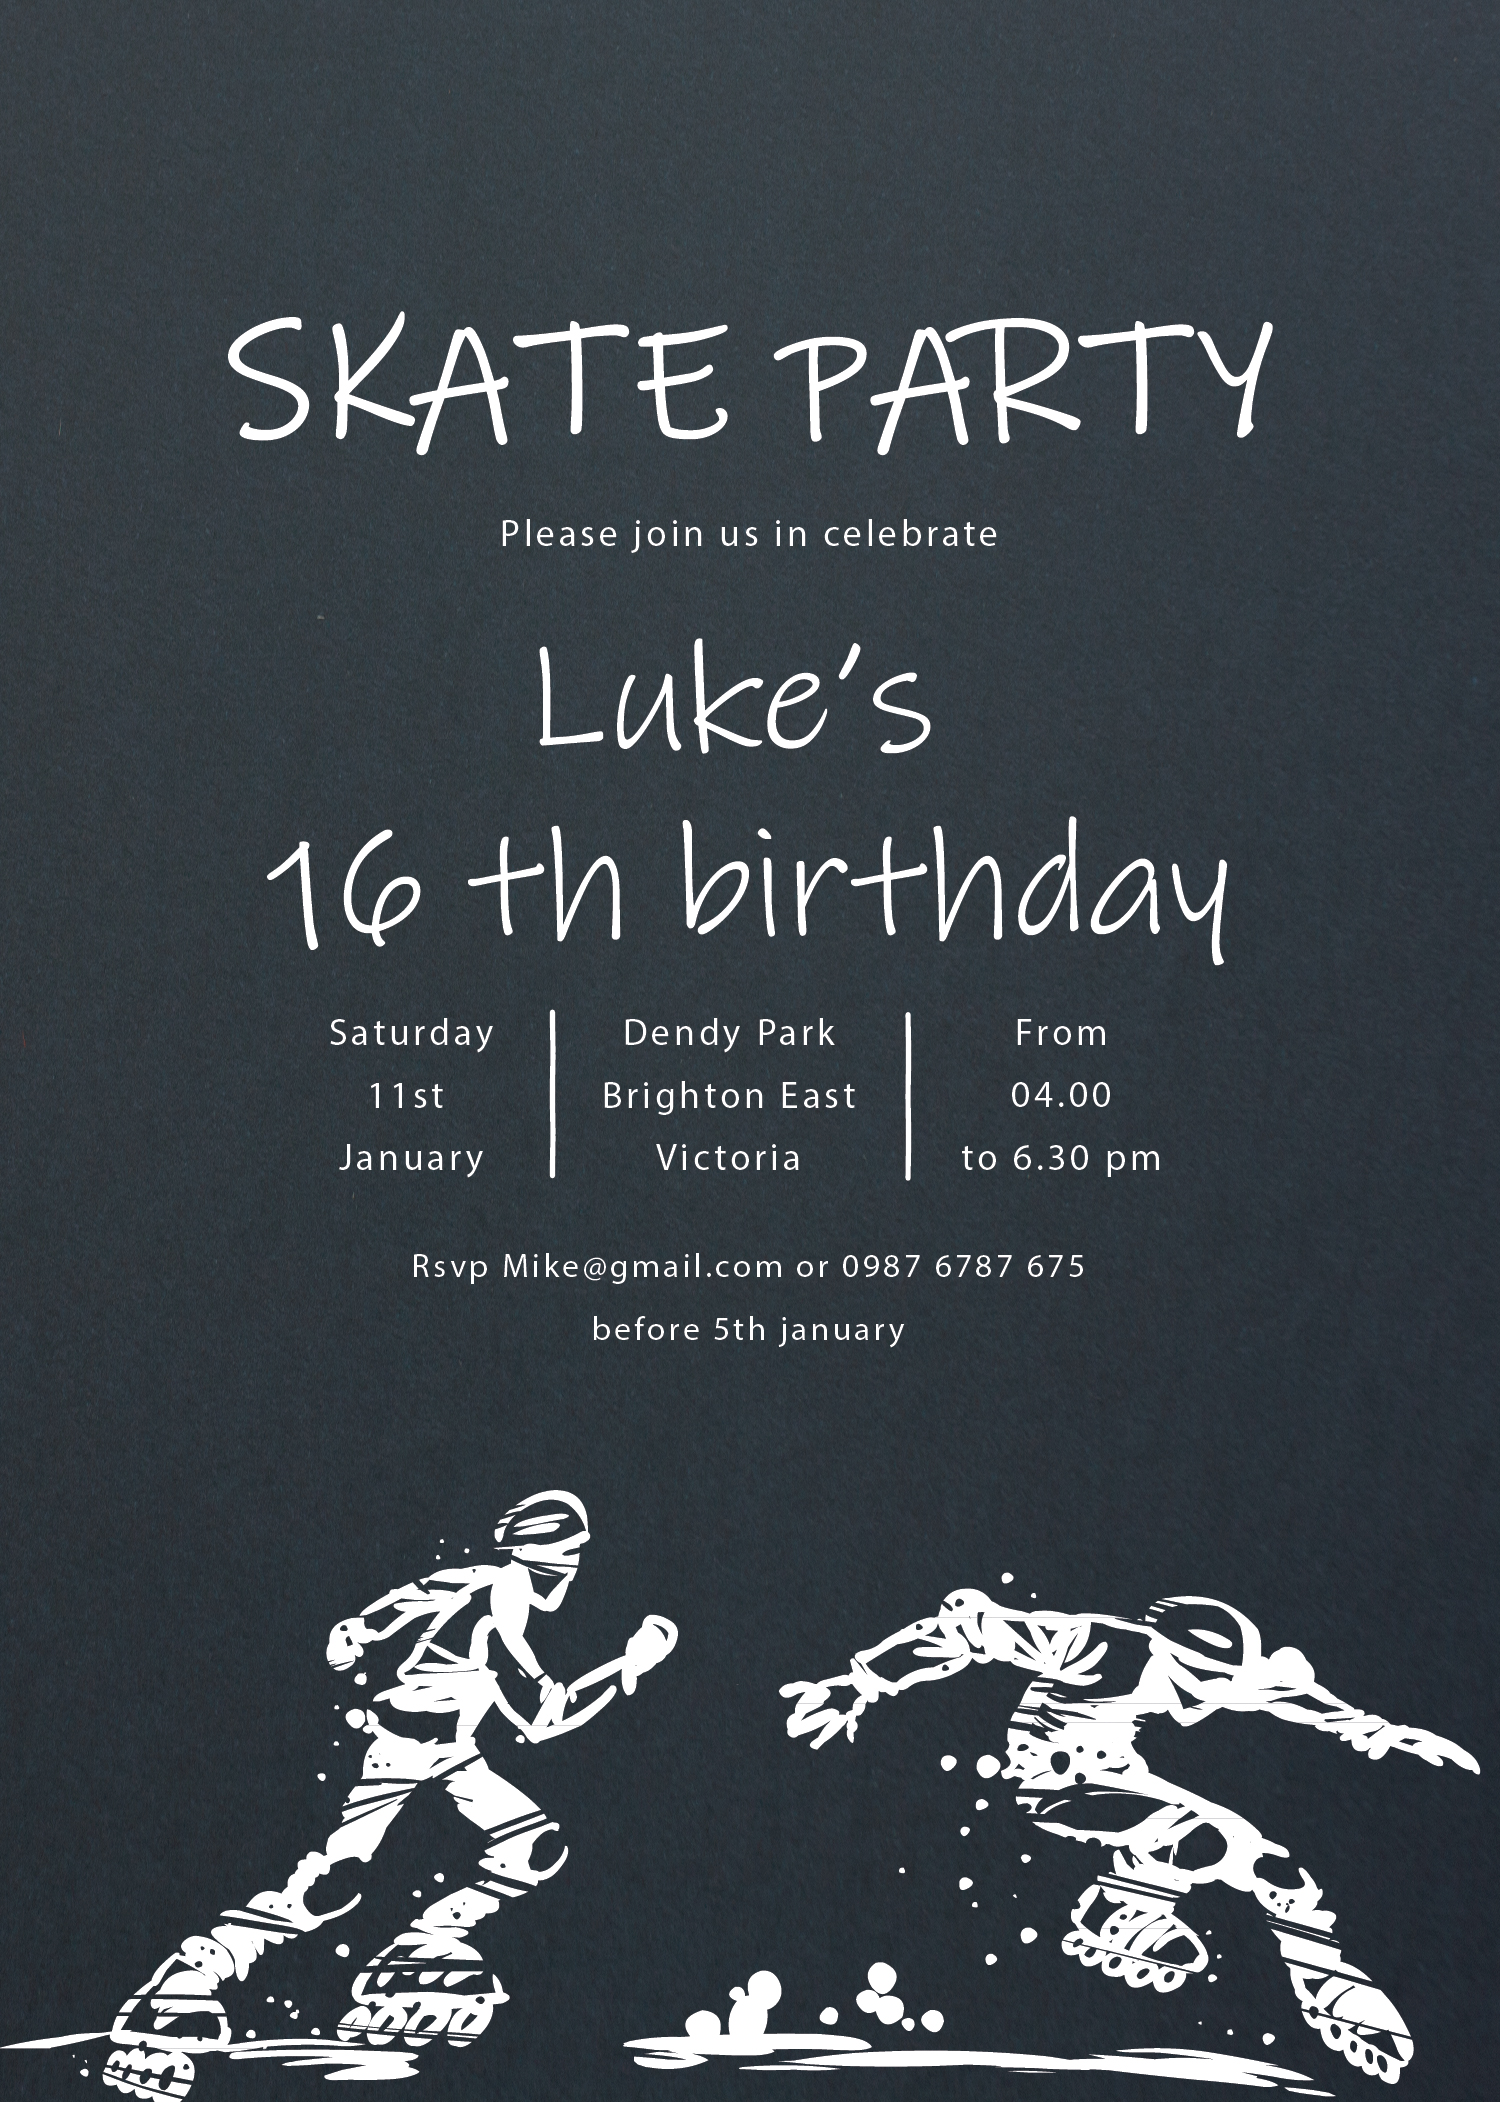 SKATE PARTY
Please join us in celebrate
Luke's
16 th birthday
Saturday
11st
January
Dendy Park
Brighton East
Victoria
From
04.00
to 6.30 pm
Rsvp Mike@gmail.com or 0987 6787 675
before 5th january